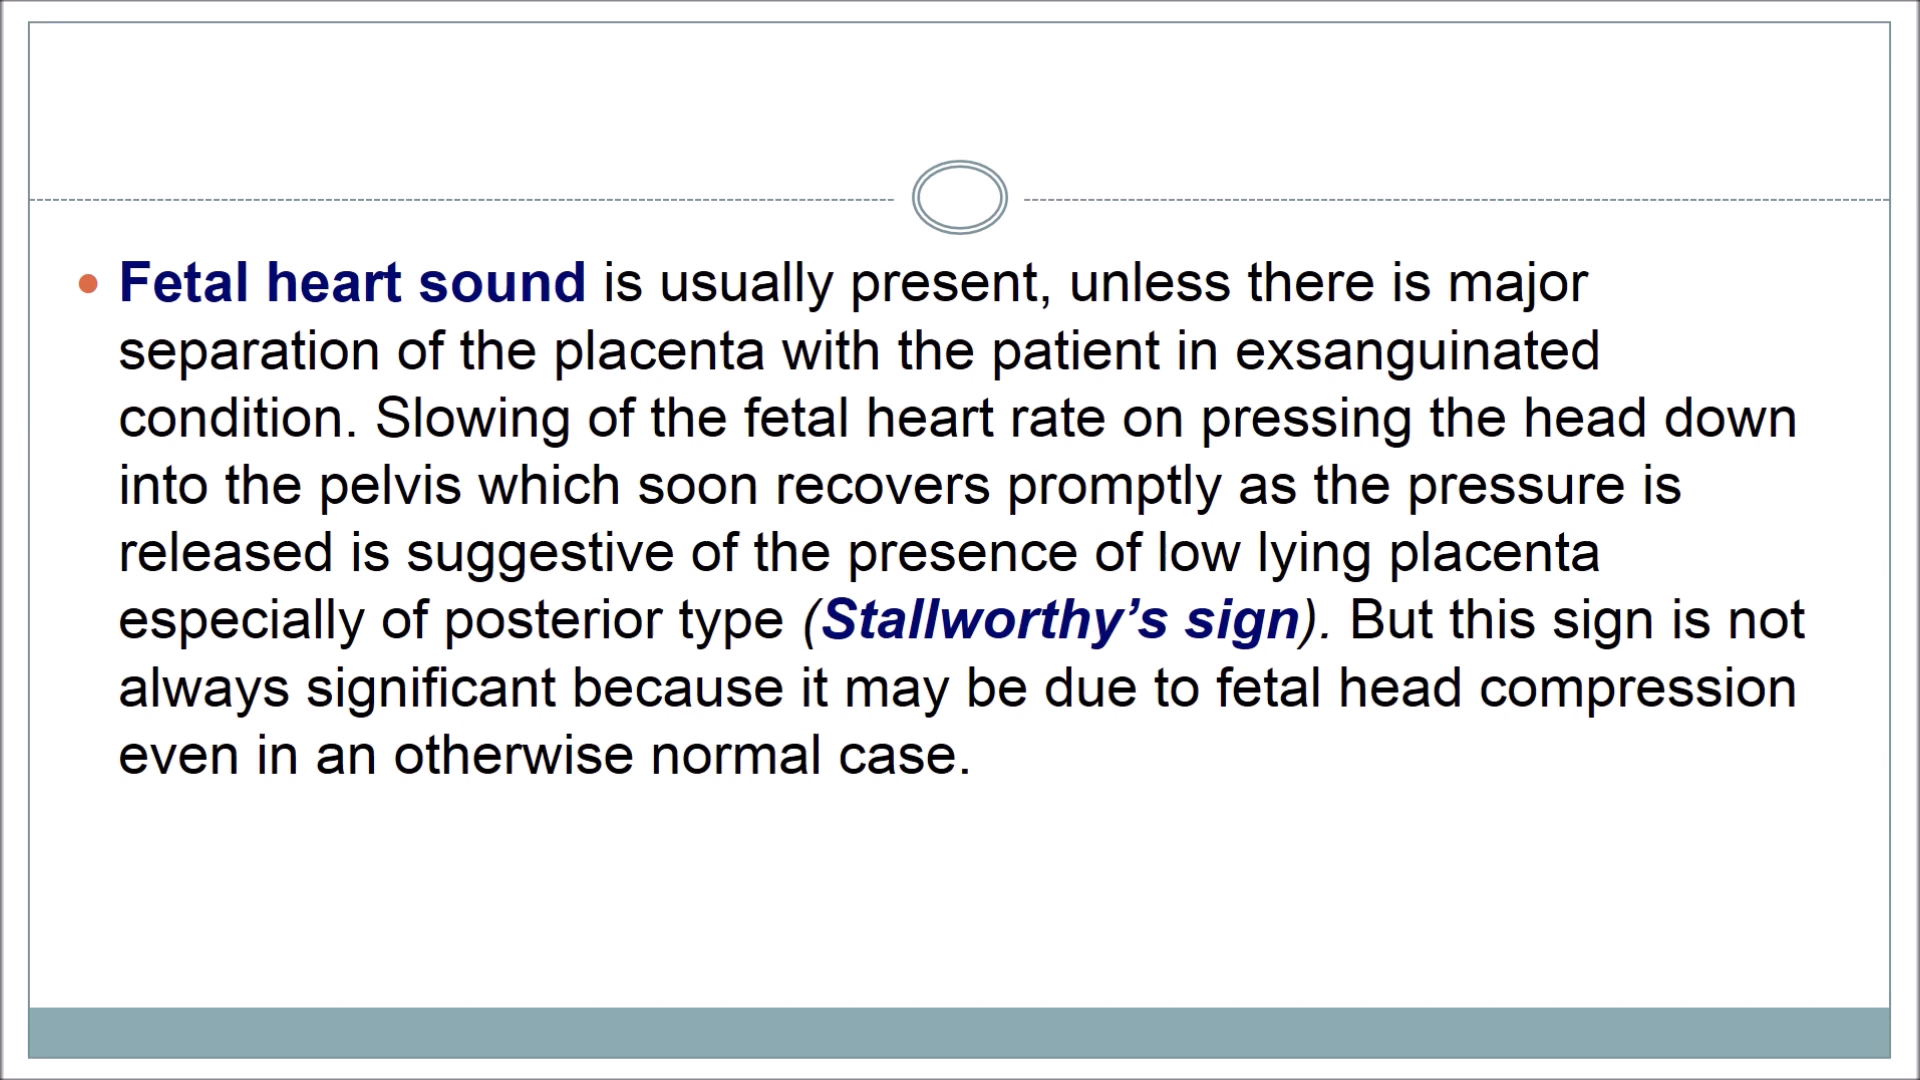 Fetal heart sound is usually present, unless there is major
separation of the placenta with the patient in exsanguinated
condition. Slowing of the fetal heart rate on pressing the head down
into the pelvis which soon recovers promptly as the pressure is
released is suggestive of the presence of low lying placenta
especially of posterior type (Stallworthy’s sign). But this sign is not
always significant because it may be due to fetal head compression
even in an otherwise normal case.